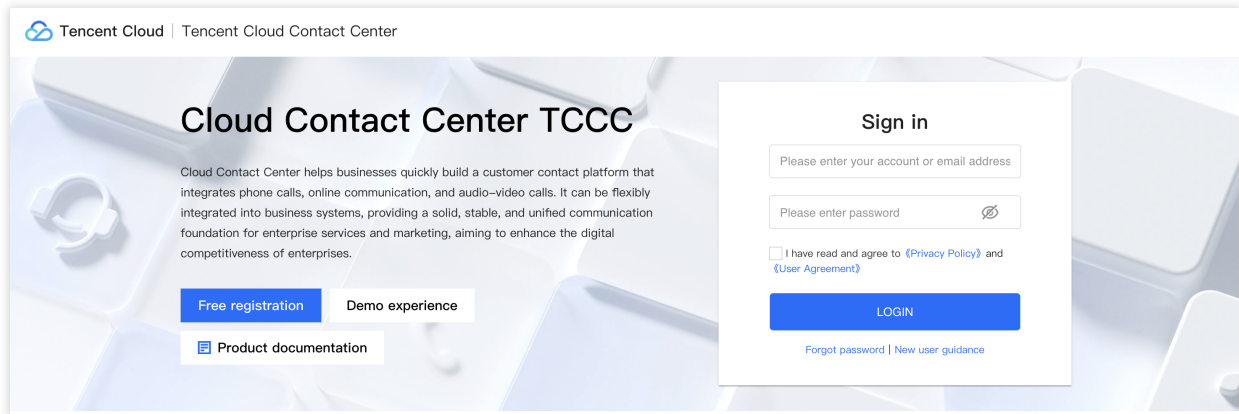 Tencent Cloud | Tencent Cloud Contact Center
Cloud Contact Center TCCC
Cloud Contact Center helps businesses quickly build a customer contact platform that
integrates phone calls, online communication, and audio-video calls. It can be flexibly
integrated into business systems, providing a solid, stable, and unified communication
foundation for enterprise services and marketing, aiming to enhance the digital
competitiveness of enterprises.
Free registration
Demo experience
Product documentation
Sign in
Please enter your account or email address
Please enter password
I have read and agree to 《Privacy Policy》 and
《User Agreement》
LOGIN
Forgot password | New user guidance